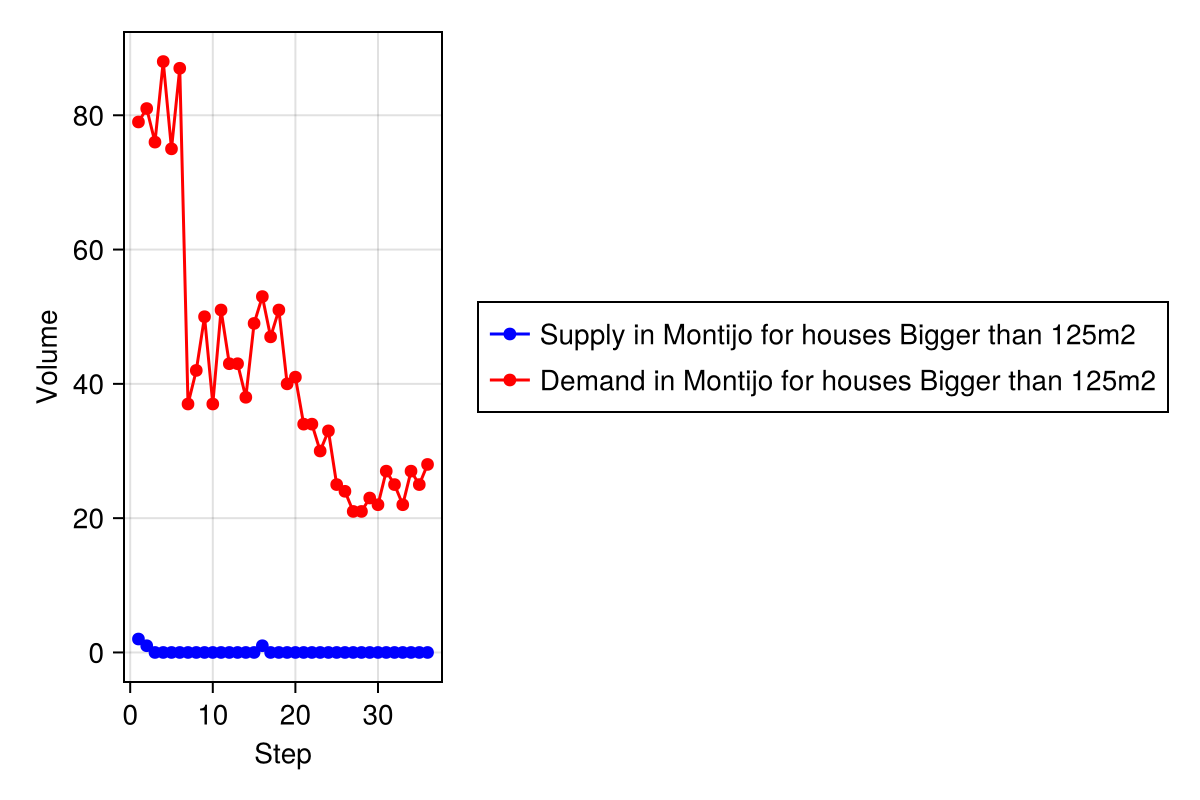 80
60
40
20
0
Volume
0 10 20 30
Step
Supply in Montijo for houses Bigger than 125m2
Demand in Montijo for houses Bigger than 125m2